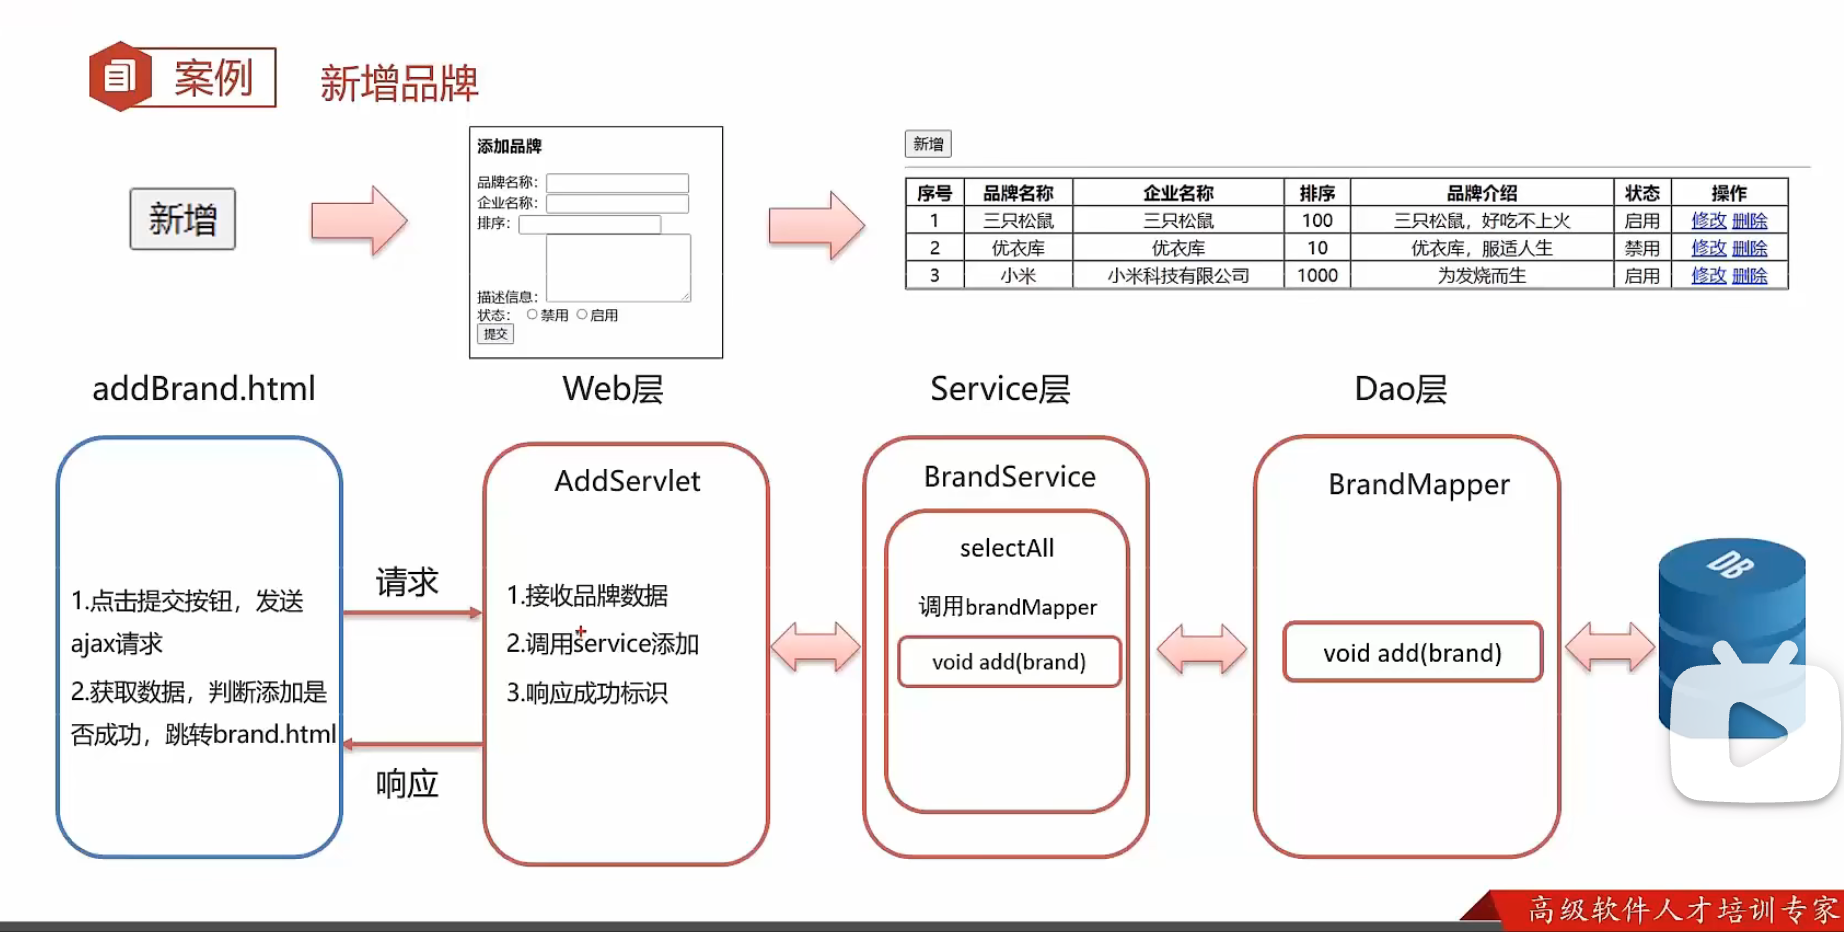 案例
新增品牌
新增
添加品牌
品牌名称：
企业名称：
排序：
描述信息：
状态： 禁用 启用
提交
新增
序号 品牌名称 企业名称 排序 品牌介绍 状态 操作
1 三只松鼠 三只松鼠 100 三只松鼠，好吃不上火 启用 修改 删除
2 优衣库 优衣库 10 优衣库，服适人生 禁用 修改 删除
3 小米 小米科技有限公司 1000 为发烧而生 启用 修改 删除
addBrand.html
Web层
Service层
Dao层
1.点击提交按钮，发送
ajax请求
2.获取数据，判断添加是
否成功，跳转brand.html
请求
响应
AddServlet
1.接收品牌数据
2.调用service添加
3.响应成功标识
BrandService
selectAll
调用brandMapper
void add(brand)
BrandMapper
void add(brand)
DB
高级软件人才培训专家